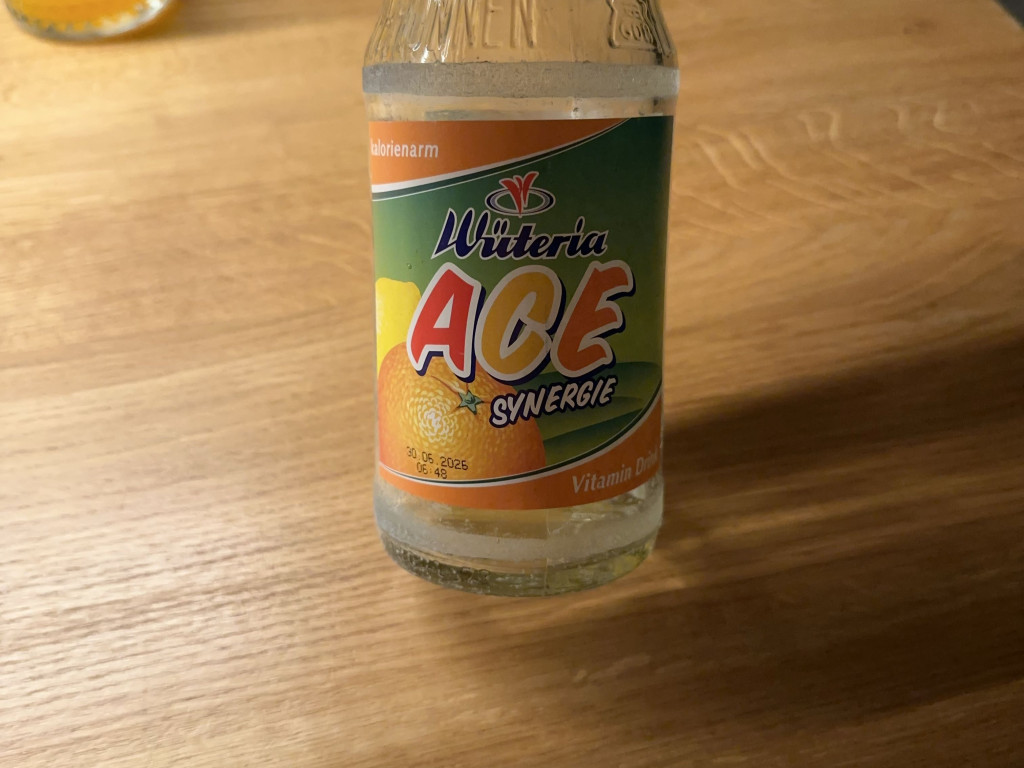 kalorienarm
Wüteria
ACE
SYNERGIE
30.06.2026
06:48
Vitamin Drink